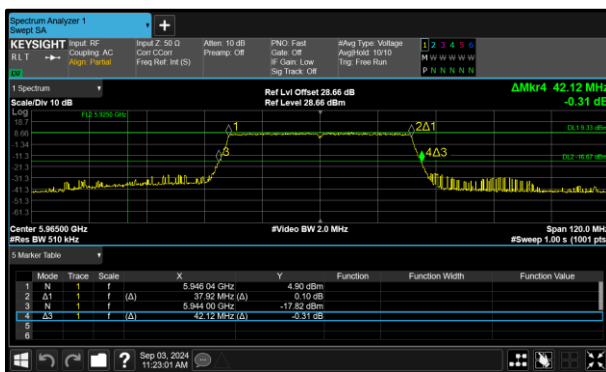 Spectrum Analyzer 1
Swept SA
+
KEYSIGHT Input: RF Input Z: 50 Ω Atten: 10 dB PNO: Fast #Avg Type: Voltage 1 2 3 4 5 6
RLT Coupling: AC Corr CCorr Preamp: Off Gate: Off Avg|Hold: 10/10 M W W W W W
Align: Partial Freq Ref: Int (S) IF Gain: Low Trig: Free Run
Sig Track: Off P N N N N N
1 Spectrum Ref Lvl Offset 28.66 dB ΔMkr4 42.12 MHz
Scale/Div 10 dB Ref Level 28.66 dBm -0.31 dB
Log
FL2 5.9250 GHz
18.7
8.66 1 2Δ1 DL1 9.33 dBm
-1.34
-11.3 3 4Δ3 DL2 -16.67 dBm
-21.3
-31.3
-41.3
-51.3
-61.3
Center 5.96500 GHz #Video BW 2.0 MHz Span 120.0 MHz
#Res BW 510 kHz #Sweep 1.00 s (1001 pts)
5 Marker Table
Mode Trace Scale X Y Function Function Width Function Value
1 N 1 f 5.946 04 GHz 4.90 dBm
2 Δ1 1 f (Δ) 37.92 MHz (Δ) 0.10 dB
3 N 1 f 5.944 00 GHz -17.82 dBm
4 Δ3 1 f (Δ) 42.12 MHz (Δ) -0.31 dB
5
6
? Sep 03, 2024
11:23:01 AM